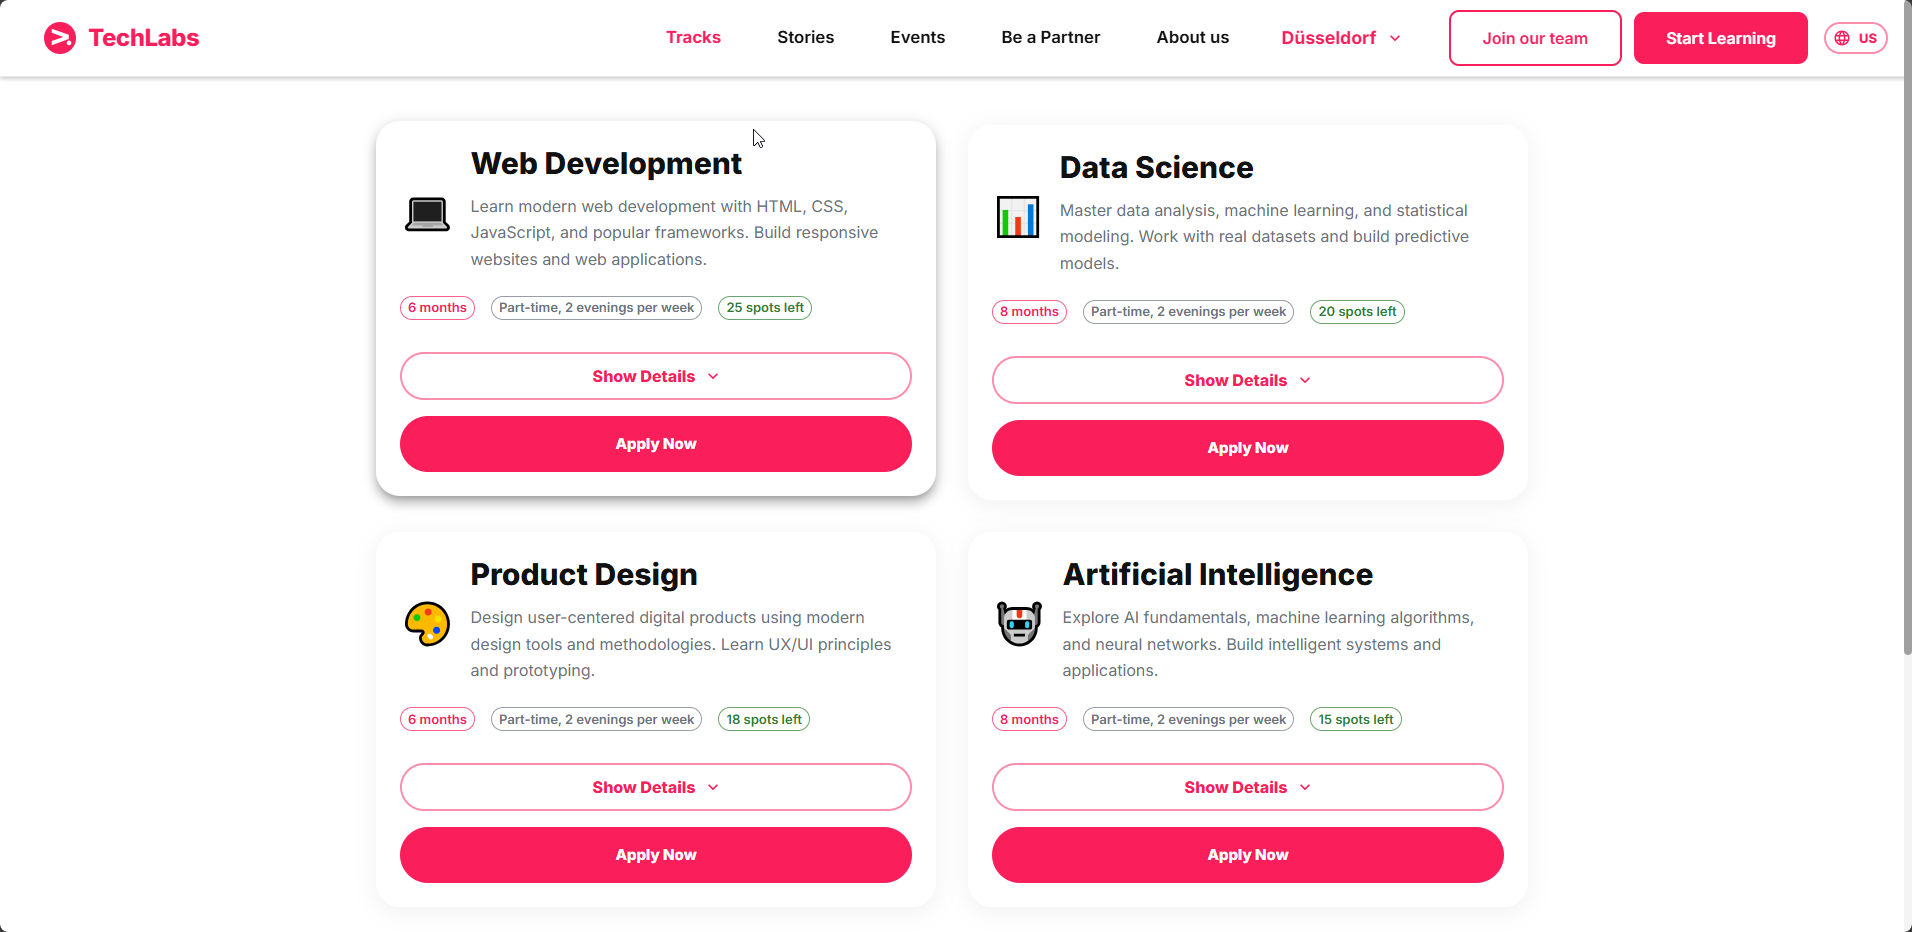 TechLabs
Tracks
Stories
Events
Be a Partner
About us
Düsseldorf
Join our team
Start Learning
US
Web Development
Learn modern web development with HTML, CSS,
JavaScript, and popular frameworks. Build responsive
websites and web applications.
6 months
Part-time, 2 evenings per week
25 spots left
Show Details
Apply Now
Data Science
Master data analysis, machine learning, and statistical
modeling. Work with real datasets and build predictive
models.
8 months
Part-time, 2 evenings per week
20 spots left
Show Details
Apply Now
Product Design
Design user-centered digital products using modern
design tools and methodologies. Learn UX/UI principles
and prototyping.
6 months
Part-time, 2 evenings per week
18 spots left
Show Details
Apply Now
Artificial Intelligence
Explore AI fundamentals, machine learning algorithms,
and neural networks. Build intelligent systems and
applications.
8 months
Part-time, 2 evenings per week
15 spots left
Show Details
Apply Now